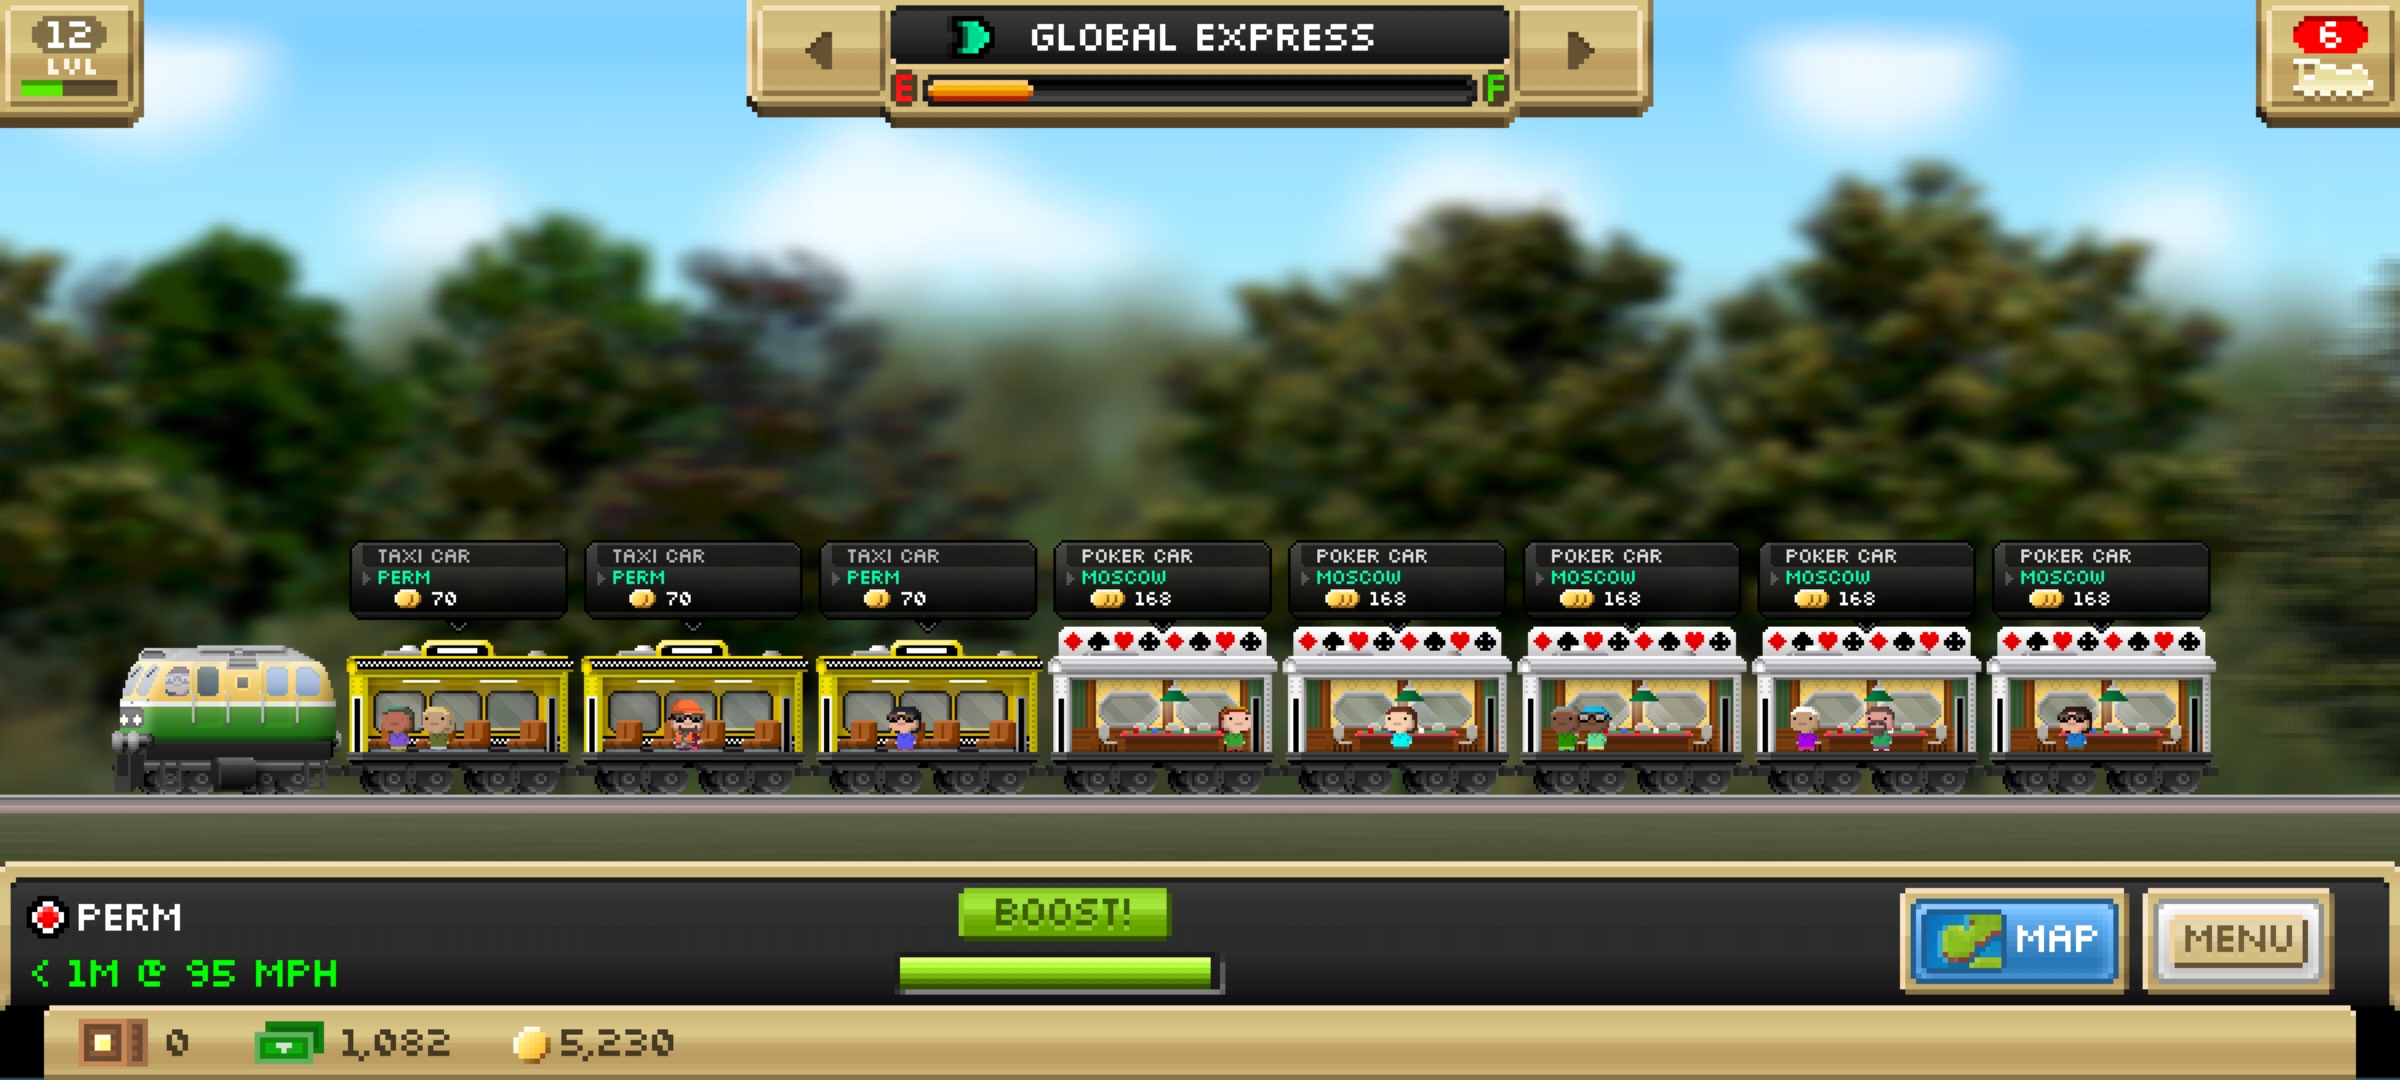 12
LVL
GLOBAL EXPRESS
E F
6
TAXI CAR
PERM
70
TAXI CAR
PERM
70
TAXI CAR
PERM
70
POKER CAR
MOSCOW
168
POKER CAR
MOSCOW
168
POKER CAR
MOSCOW
168
POKER CAR
MOSCOW
168
POKER CAR
MOSCOW
168
PERM
< 1M @ 95 MPH
BOOST!
MAP
MENU
0 1,082 5,230